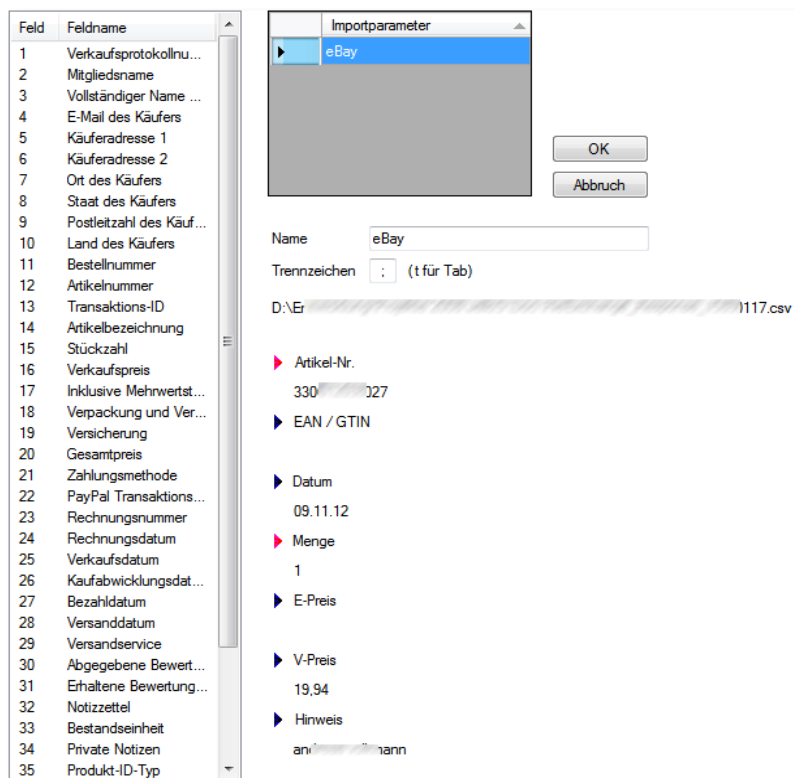 Feld Feldname
1 Verkaufsprotokollnu...
2 Mitgliedsname
3 Vollständiger Name ...
4 E-Mail des Käufers
5 Käuferadresse 1
6 Käuferadresse 2
7 Ort des Käufers
8 Staat des Käufers
9 Postleitzahl des Käuf...
10 Land des Käufers
11 Bestellnummer
12 Artikelnummer
13 Transaktions-ID
14 Artikelbezeichnung
15 Stückzahl
16 Verkaufspreis
17 Inklusive Mehrwertst...
18 Verpackung und Ver...
19 Versicherung
20 Gesamtpreis
21 Zahlungsmethode
22 PayPal Transaktions...
23 Rechnungsnummer
24 Rechnungsdatum
25 Verkaufsdatum
26 Kaufabwicklungsdat...
27 Bezahldatum
28 Versanddatum
29 Versandservice
30 Abgegebene Bewert...
31 Erhaltene Bewertung...
32 Notizzettel
33 Bestandseinheit
34 Private Notizen
35 Produkt-ID-Typ
Importparameter
eBay
OK
Abbruch
Name eBay
Trennzeichen ; (t für Tab)
D:\Er 0117.csv
Artikel-Nr.
330 027
EAN / GTIN
Datum
09.11.12
Menge
1
E-Preis
V-Preis
19,94
Hinweis